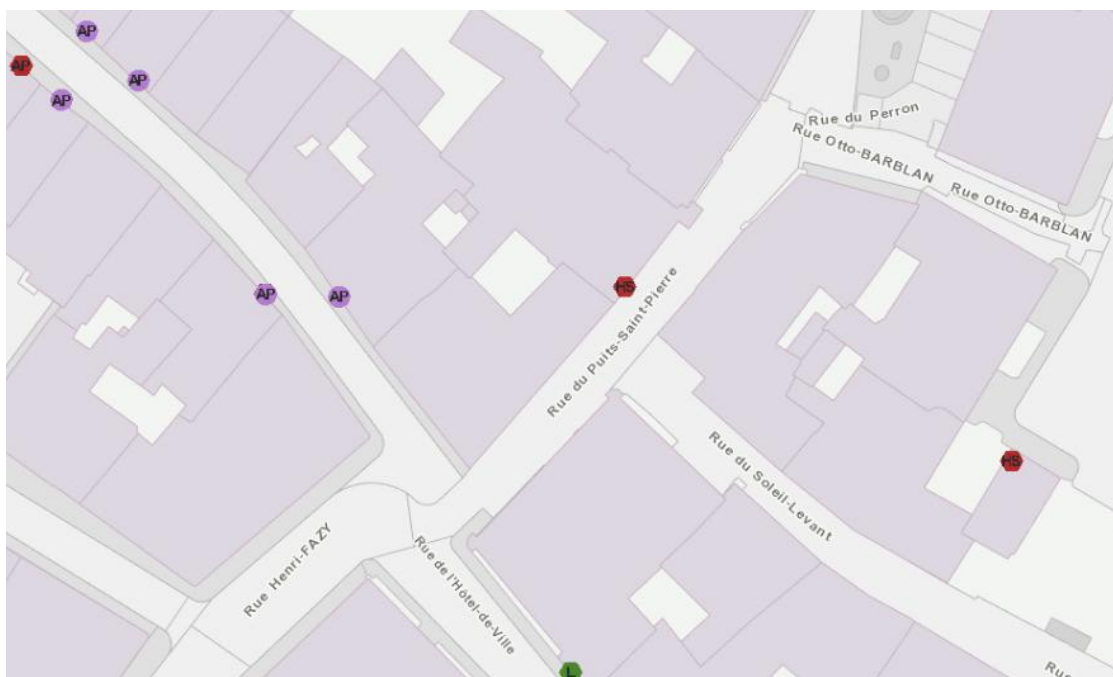 AP
AP
AP
AP
Rue du Perron
Rue Otto-BARBLAN
Rue Otto-BARBLAN
AP
AP
HS
Rue du Puits-Saint-Pierre
Rue du Soleil-Levant
HS
Rue Henri-FAZY
Rue de l'Hôtel-de-Ville
L
Rue